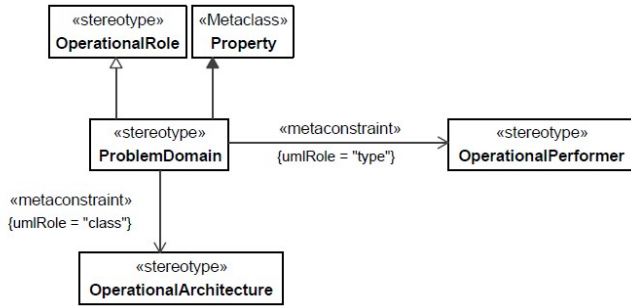 «stereotype»
OperationalRole
«Metaclass»
Property
«stereotype»
ProblemDomain
«metaconstraint»
{umlRole = "type"}
«stereotype»
OperationalPerformer
«metaconstraint»
{umlRole = "class"}
«stereotype»
OperationalArchitecture